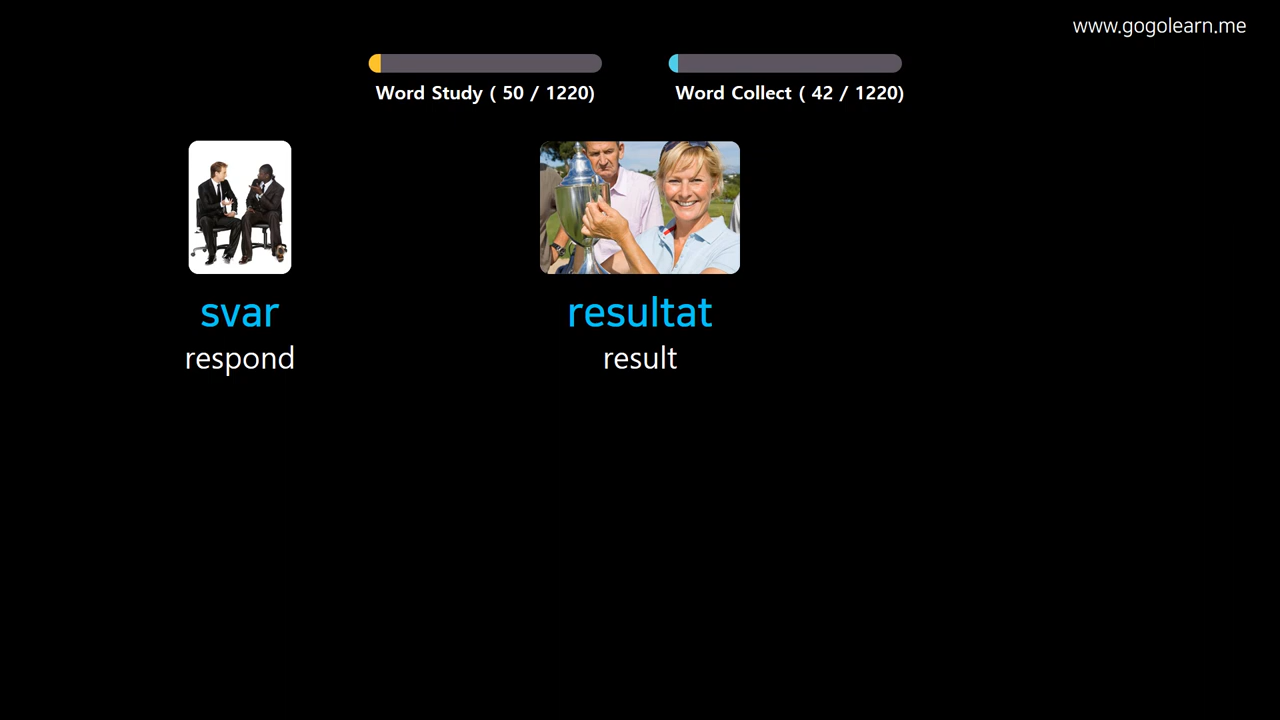 www.gogolearn.me
Word Study ( 50 / 1220)
Word Collect ( 42 / 1220)
svar
resultat
respond
result